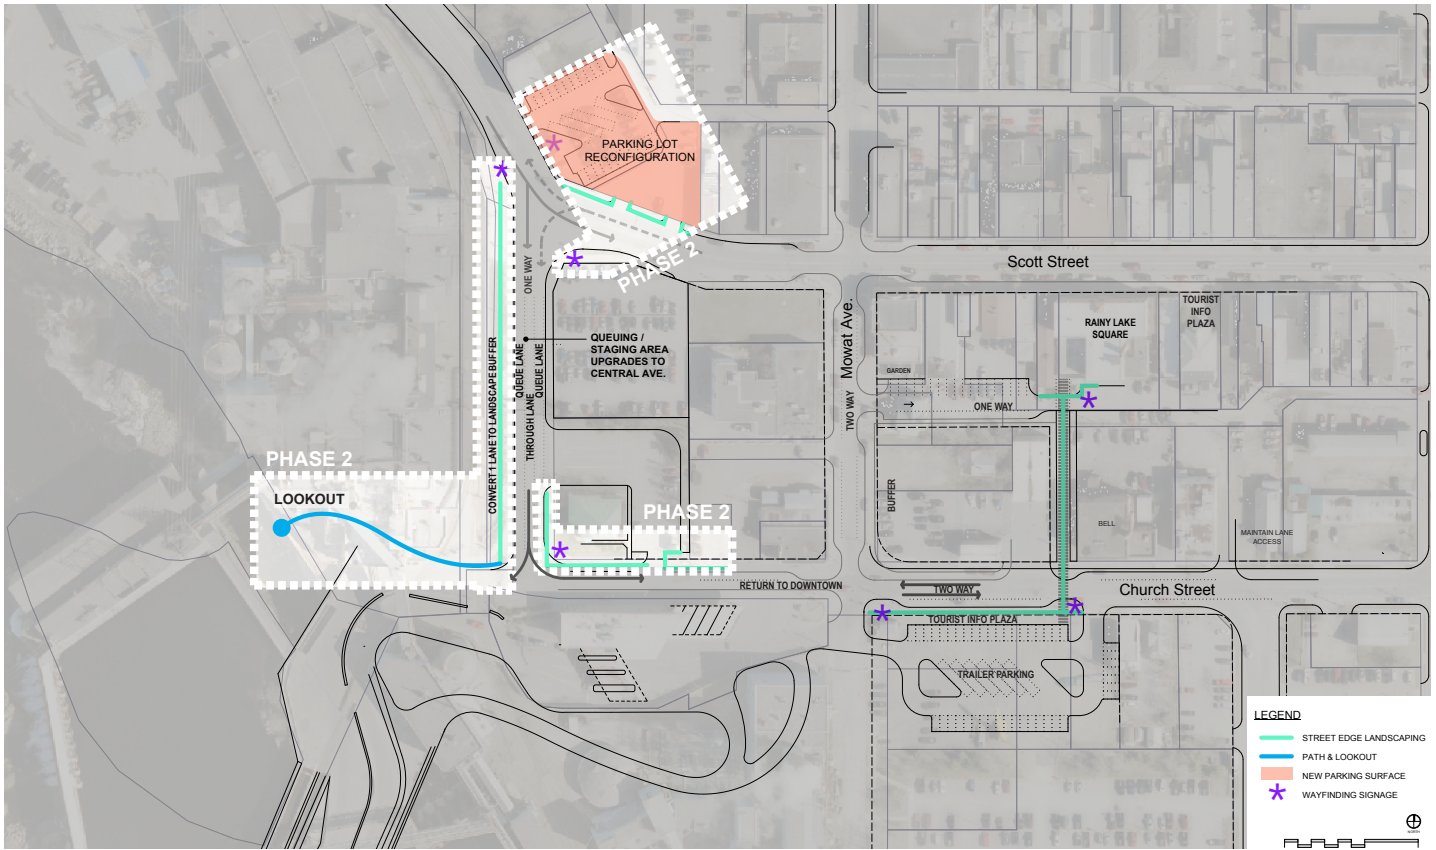 PARKING LOT
RECONFIGURATION
PHASE 2
Scott Street
ONE WAY
QUEUING /
STAGING AREA
UPGRADES TO
CENTRAL AVE.
QUEUE LANE
QUEUE LANE
THROUGH LANE
CONVERT 1 LANE TO LANDSCAPE BUFFER
Mowat Ave.
TWO WAY
TOURIST
INFO
PLAZA
RAINY LAKE
SQUARE
GARDEN
ONE WAY
BUFFER
BELL
MAINTAIN LANE
ACCESS
PHASE 2
LOOKOUT
PHASE 2
RETURN TO DOWNTOWN
TWO WAY
Church Street
TOURIST INFO PLAZA
TRAILER PARKING
LEGEND
STREET EDGE LANDSCAPING
PATH & LOOKOUT
NEW PARKING SURFACE
WAYFINDING SIGNAGE
NORTH